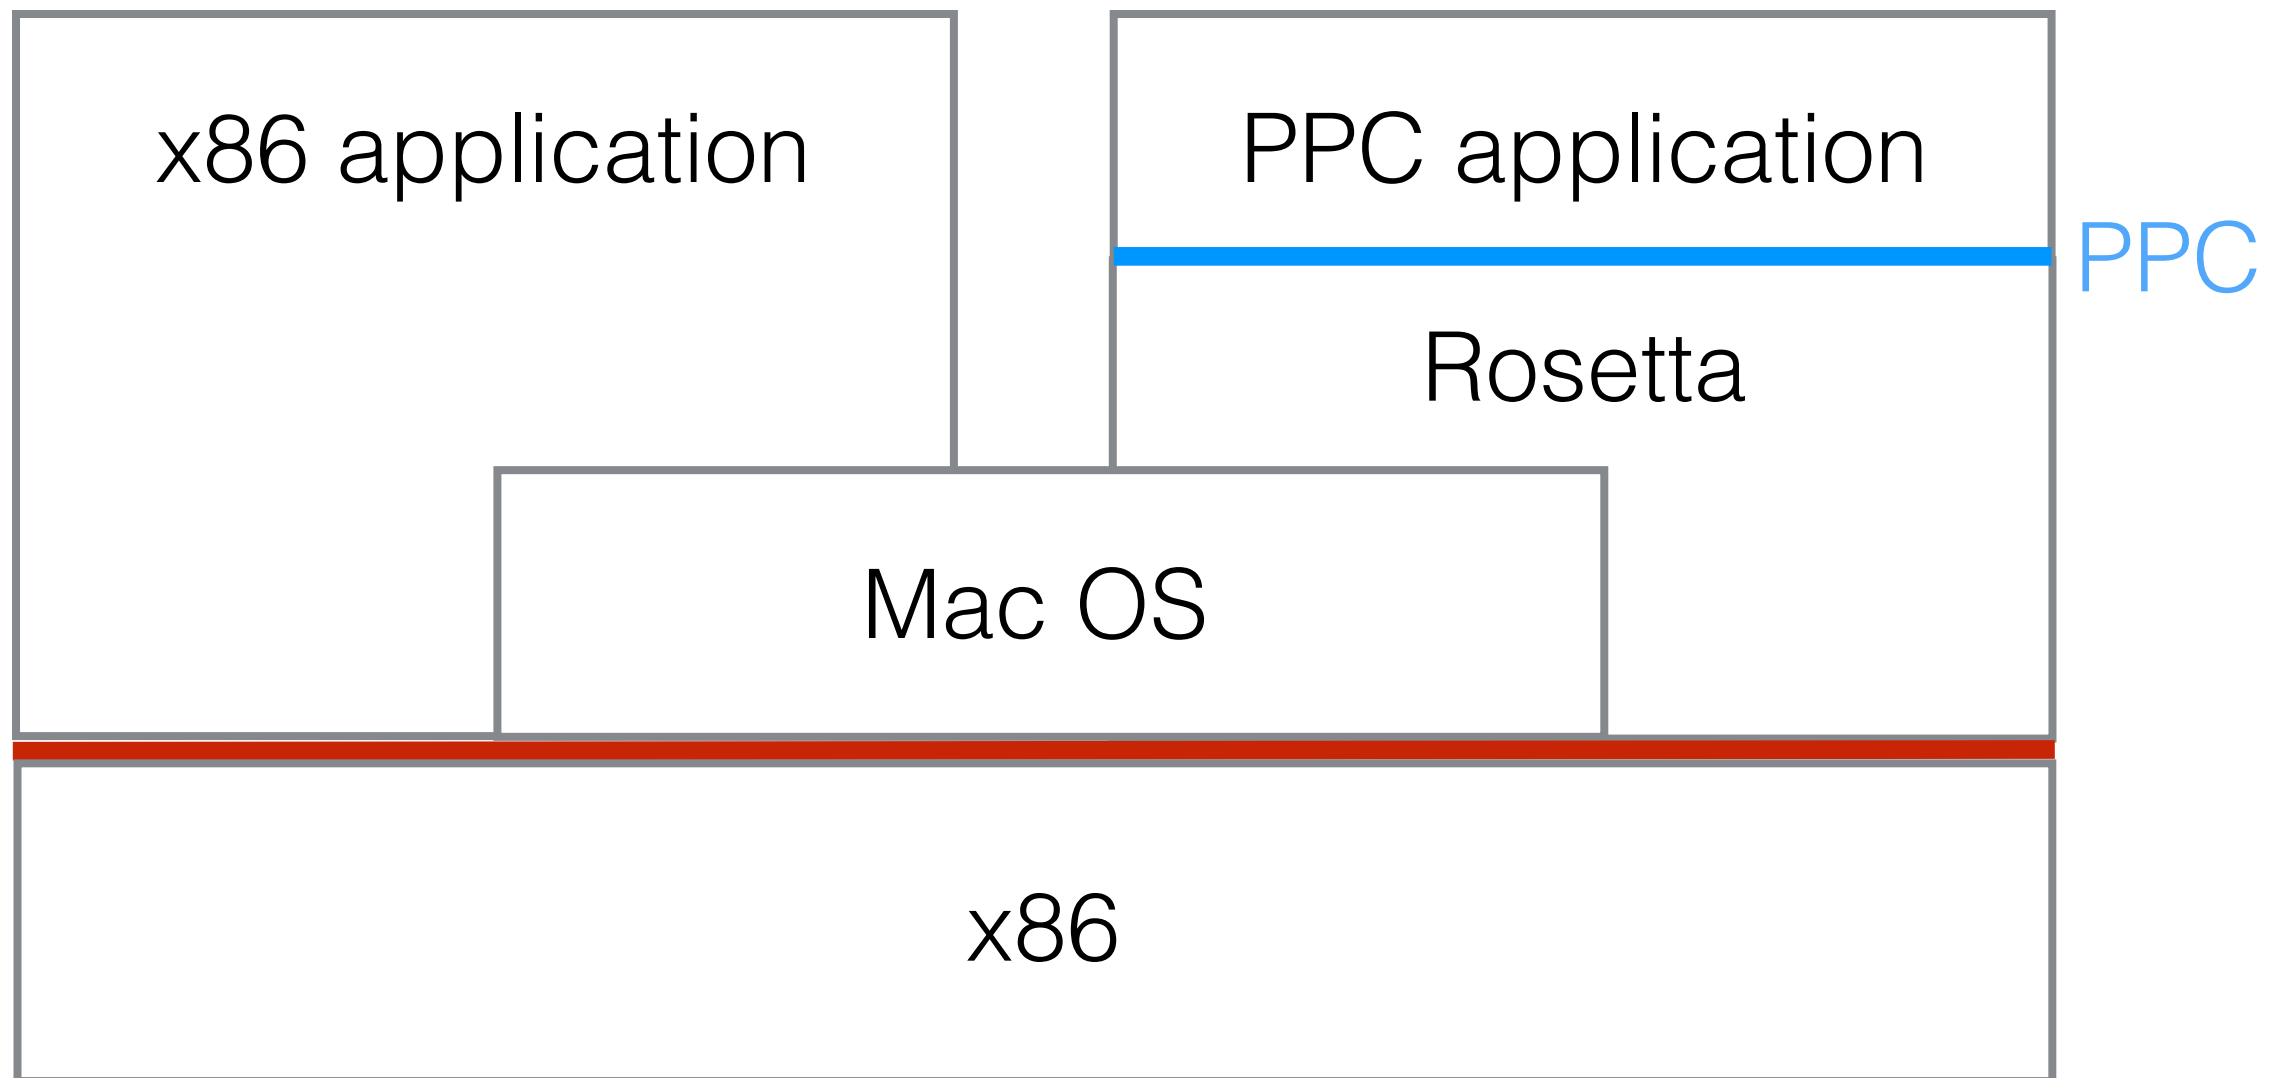 x86 application
PPC application
PPC
Rosetta
Mac OS
x86